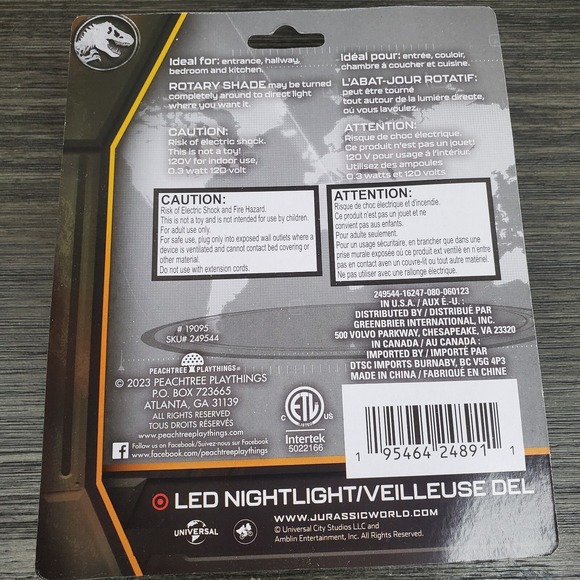 Ideal for: entrance, hallway,
bedroom and kitchen.
ROTARY SHADE may be turned
completely around to direct light
where you want it.
CAUTION:
Risk of electric shock.
This is not a toy!
120V for indoor use,
0.3 watt 120 volt
Idéal pour: entrée, couloir,
chambre à coucher et cuisine.
L'ABAT-JOUR ROTATIF:
peut être tourné
tout autour de la lumière directe,
où vous voulez.
ATTENTION:
Risque de choc électrique.
Ce produit n'est pas un jouet!
120 V pour usage à l'intérieur.
Utilisez des ampoules
0.3 watts et 120 volts
CAUTION:
Risk of Electric Shock and Fire Hazard.
This is not a toy and is not intended for use by children.
For adult use only.
For safe use, plug only into exposed wall outlets where a
device is ventilated and cannot contact bed covering or
other material.
Do not use with extension cords.
ATTENTION:
Risque de choc électrique et d'incendie.
Ce produit n'est pas un jouet et ne
convient pas aux enfants.
Pour adulte seulement.
Pour un usage sécuritaire, en brancher que dans une
prise murale exposée où ce produit est ventilé et n'est
pas en contact avec un couvre-lit ou tout autre matériel.
Ne pas utiliser avec une rallonge électrique.
# 19095
SKU# 249544
PEACHTREE PLAYTHINGS®
© 2023 PEACHTREE PLAYTHINGS
P.O. BOX 723665
ATLANTA, GA 31139
ALL RIGHTS RESERVED
TOUS DROITS RÉSERVÉS
www.peachtreeplaythings.com
Follow us on Facebook/Suivez-nous sur Facebook
facebook.com/peachtreeplaythings
C ETL US
LISTED
Intertek
5022166
249544-16247-080-060123
IN U.S.A. / AUX É.-U. :
DISTRIBUTED BY / DISTRIBUÉ PAR
GREENBRIER INTERNATIONAL, INC.
500 VOLVO PARKWAY, CHESAPEAKE, VA 23320
IN CANADA / AU CANADA :
IMPORTED BY / IMPORTÉ PAR
DTSC IMPORTS BURNABY, BC V5G 4P3
MADE IN CHINA / FABRIQUÉ EN CHINE
1 95464 24891 1
LED NIGHTLIGHT/VEILLEUSE DEL
WWW.JURASSICWORLD.COM
© Universal City Studios LLC and
Amblin Entertainment, Inc. All Rights Reserved.
UNIVERSAL